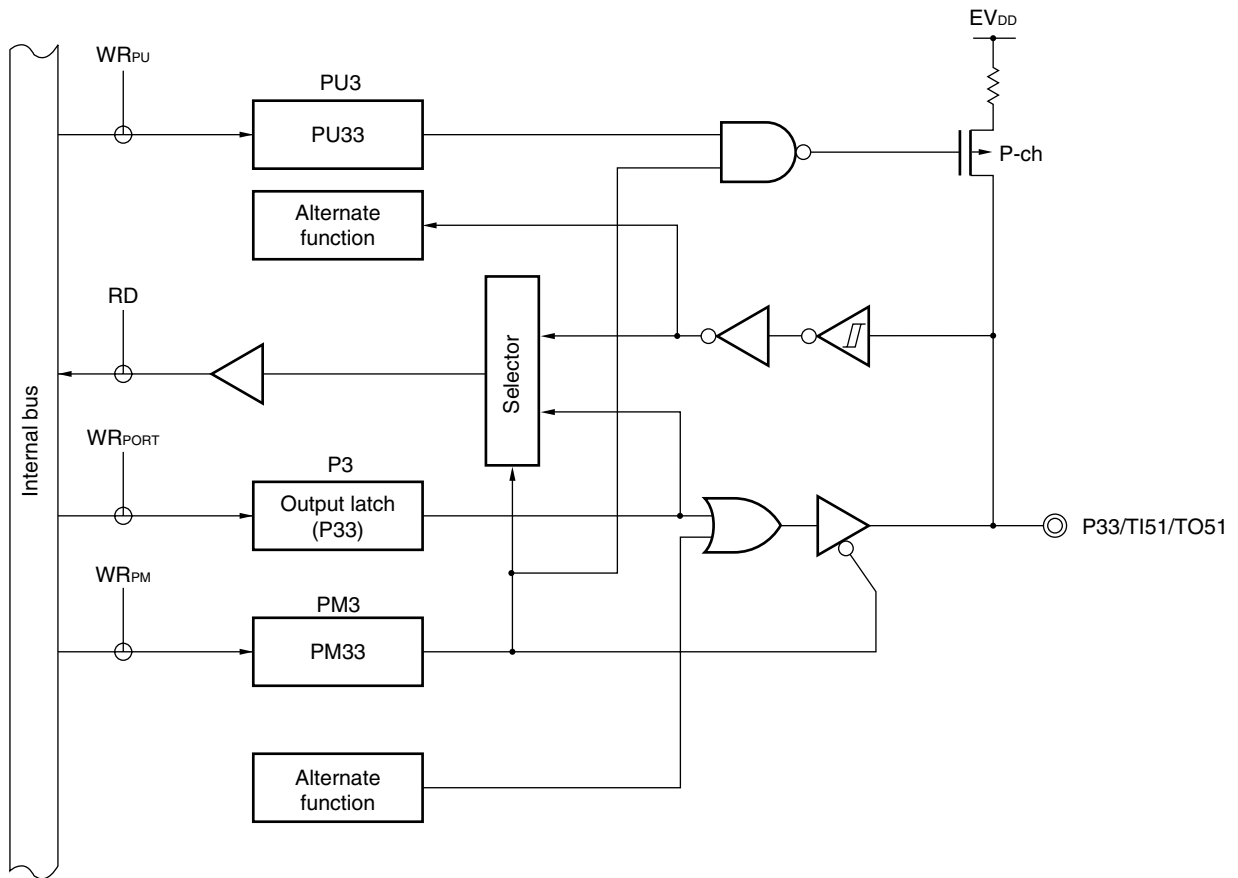 EVDD
WRPU
PU3
PU33
P-ch
Alternate
function
RD
Selector
Internal bus
WRPORT
P3
Output latch
(P33)
P33/TI51/TO51
WRPM
PM3
PM33
Alternate
function